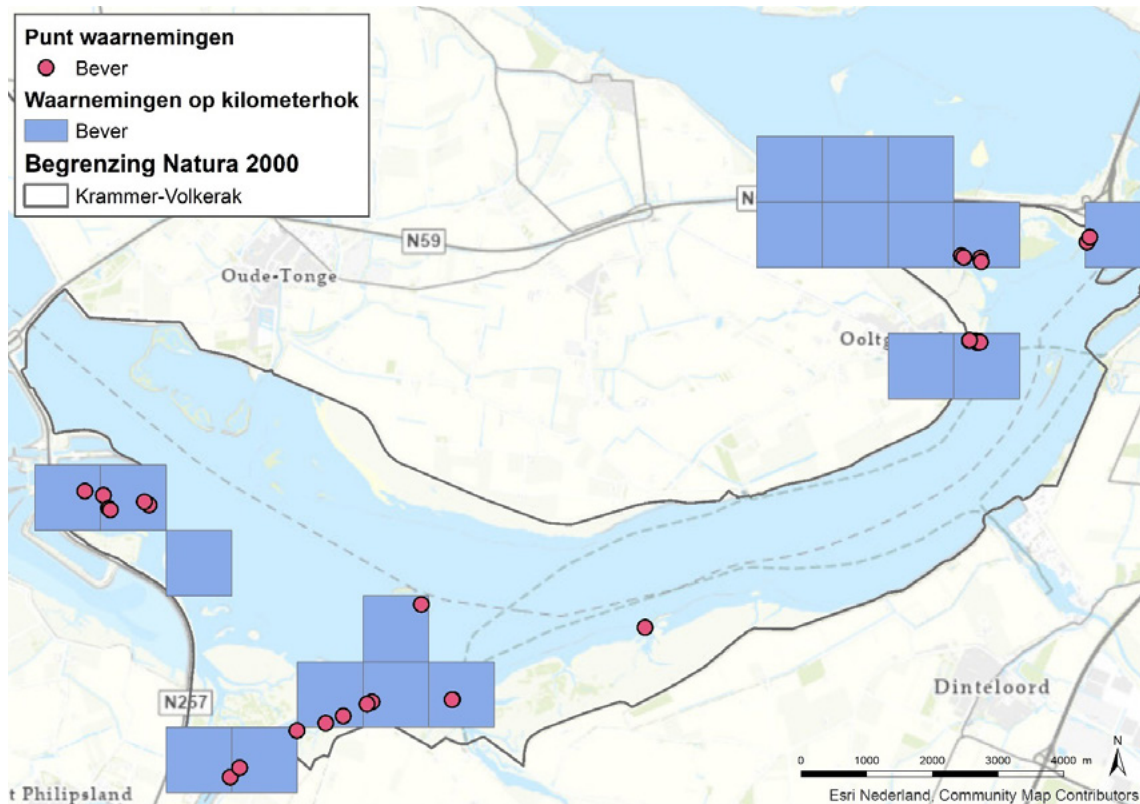 Punt waarnemingen
Bever
Waarnemingen op kilometerhok
Bever
Begrenzing Natura 2000
Krammer-Volkerak
N
N59
Oude-Tonge
Ooltg
N257
Dinteloord
t Philipsland
0 1000 2000 3000 4000 m
N
Esri Nederland, Community Map Contributors